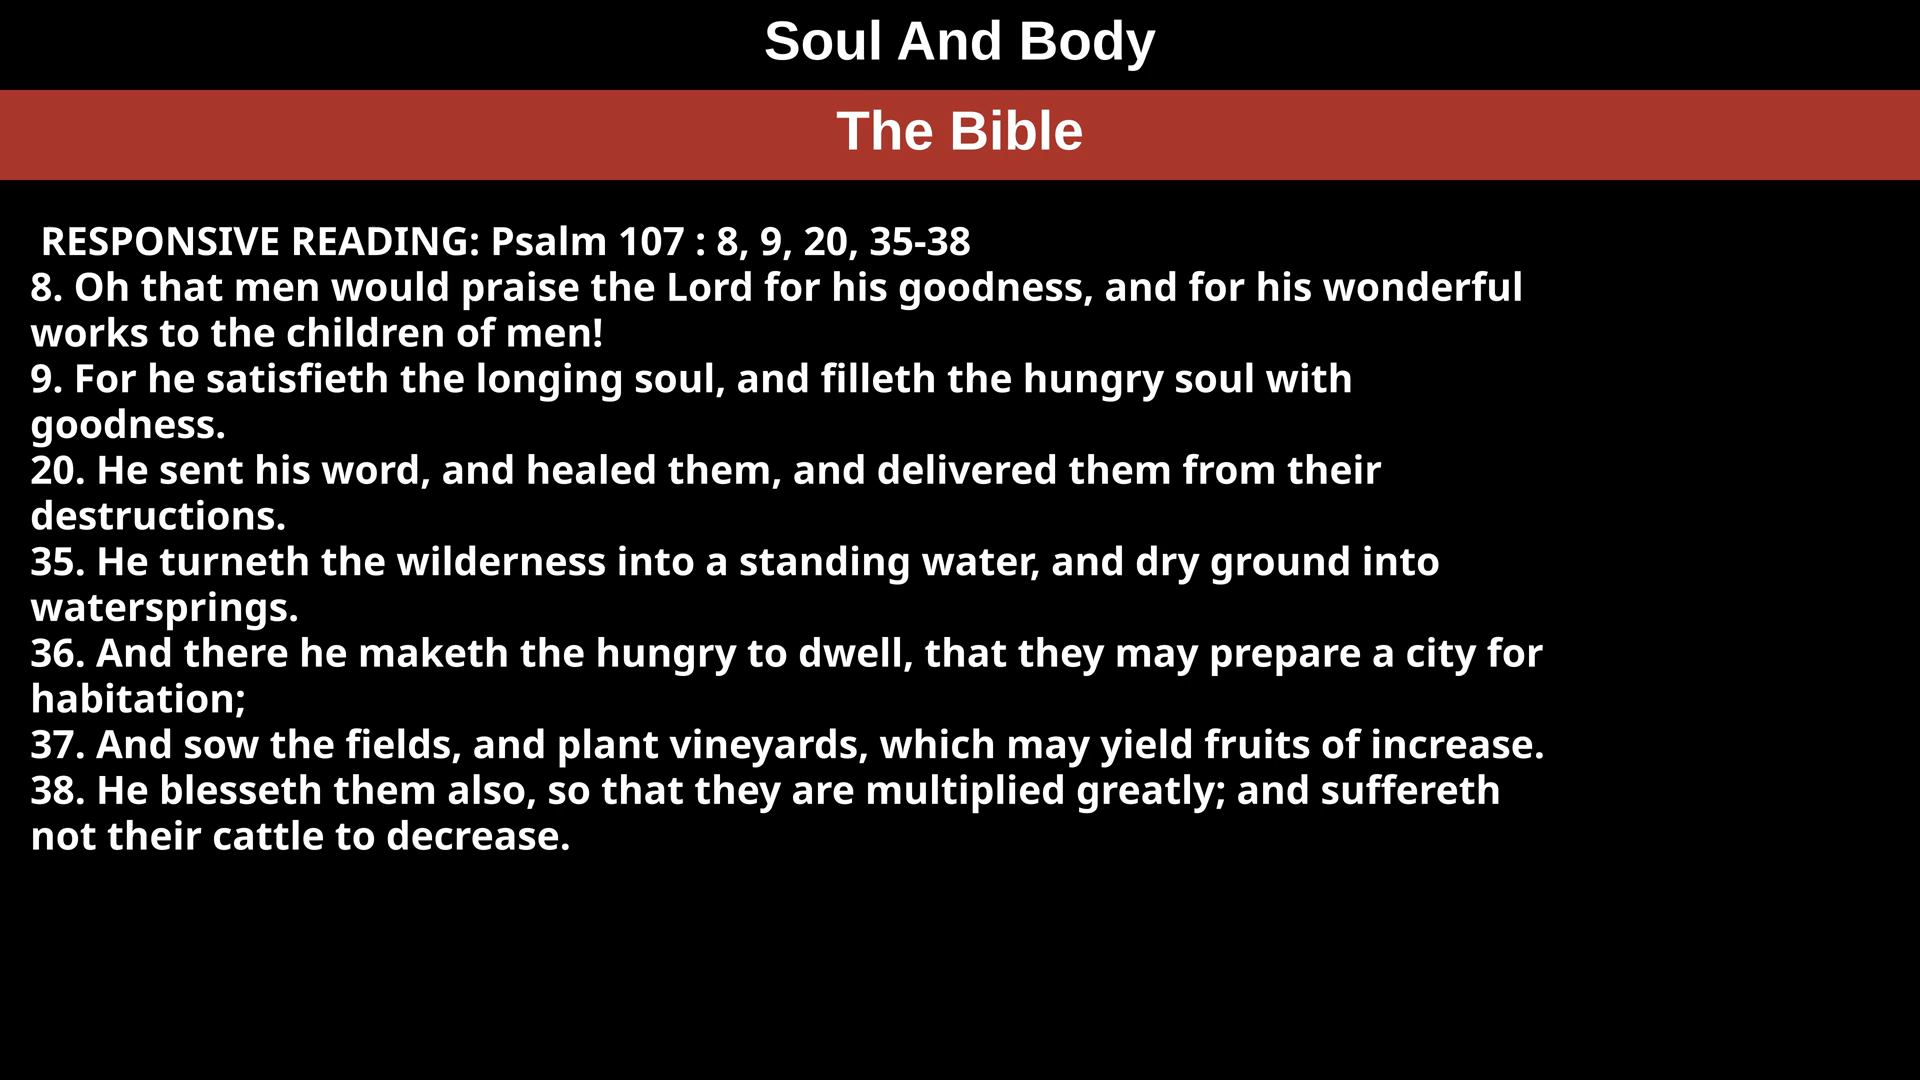 Soul And Body
The Bible
RESPONSIVE READING: Psalm 107 : 8, 9, 20, 35-38
8. Oh that men would praise the Lord for his goodness, and for his wonderful
works to the children of men!
9. For he satisfieth the longing soul, and filleth the hungry soul with
goodness.
20. He sent his word, and healed them, and delivered them from their
destructions.
35. He turneth the wilderness into a standing water, and dry ground into
watersprings.
36. And there he maketh the hungry to dwell, that they may prepare a city for
habitation;
37. And sow the fields, and plant vineyards, which may yield fruits of increase.
38. He blesseth them also, so that they are multiplied greatly; and suffereth
not their cattle to decrease.